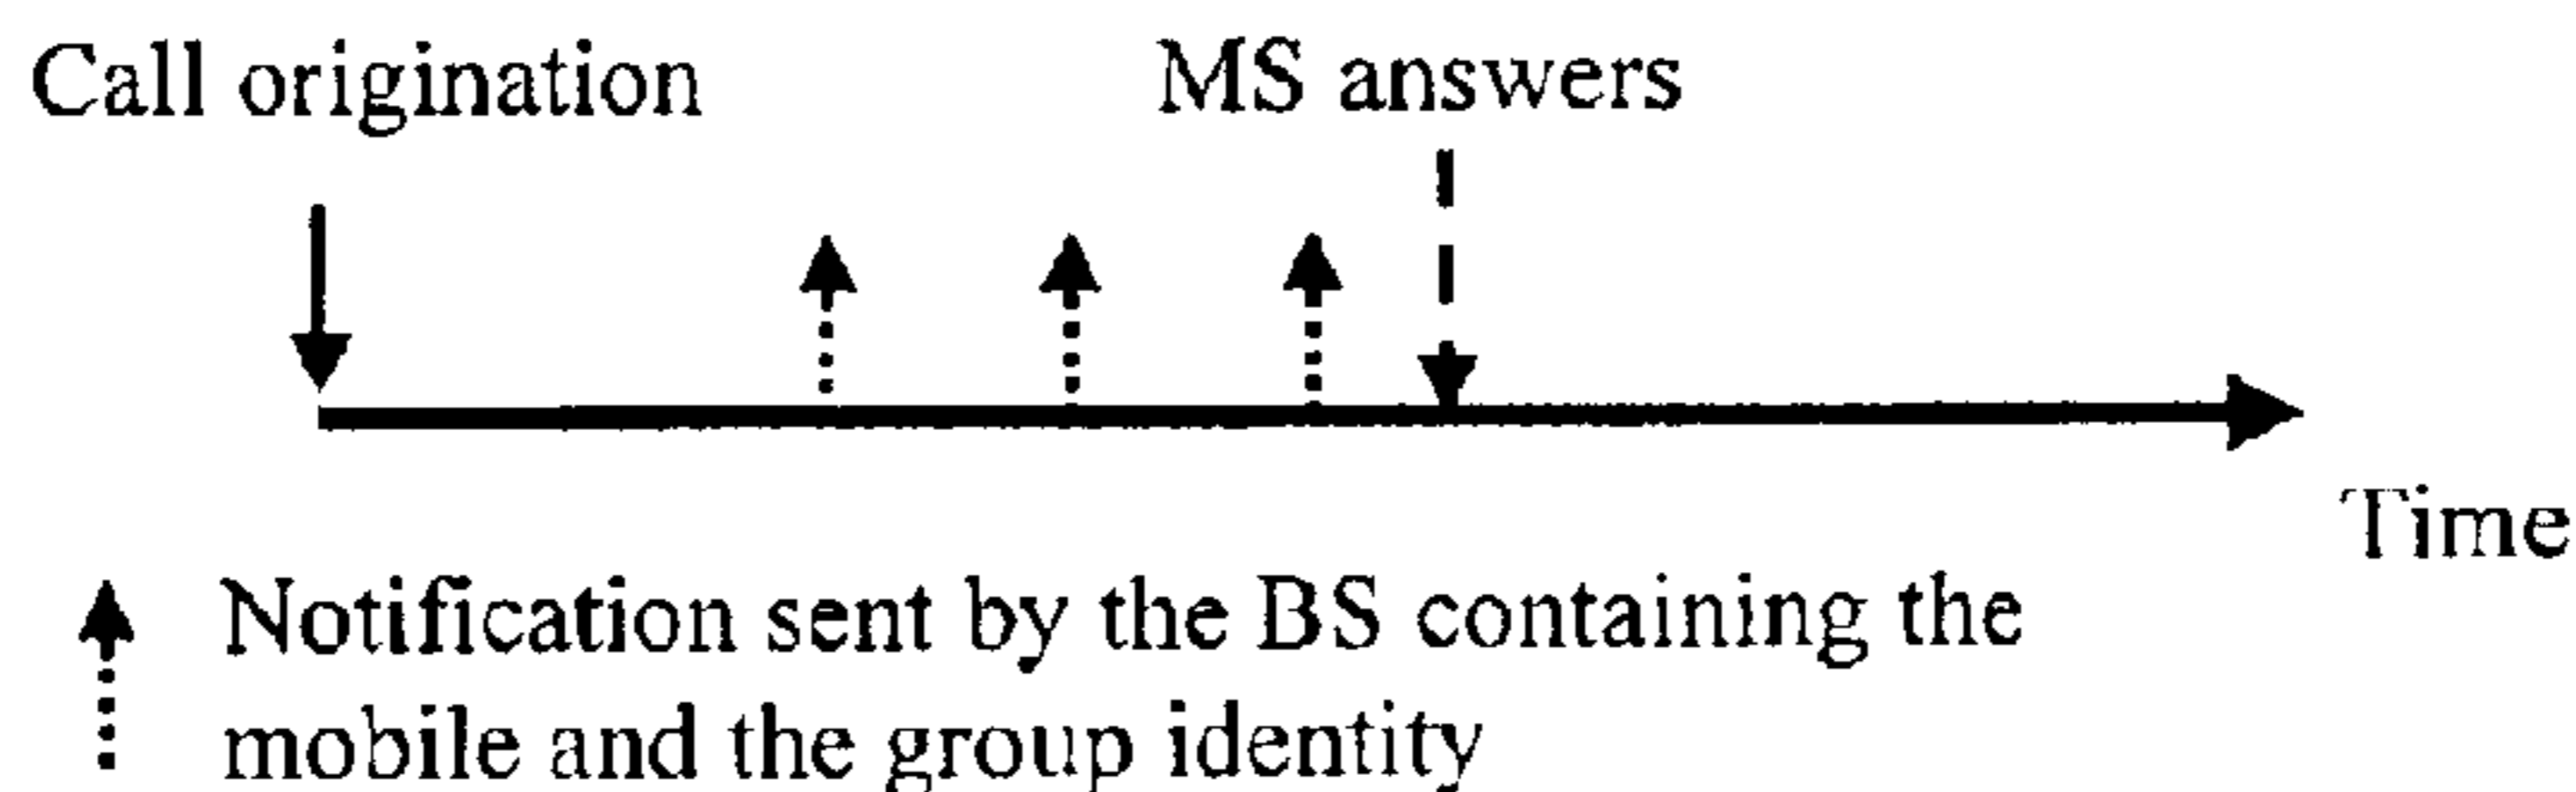 Call origination
MS answers
Time
Notification sent by the BS containing the
mobile and the group identity